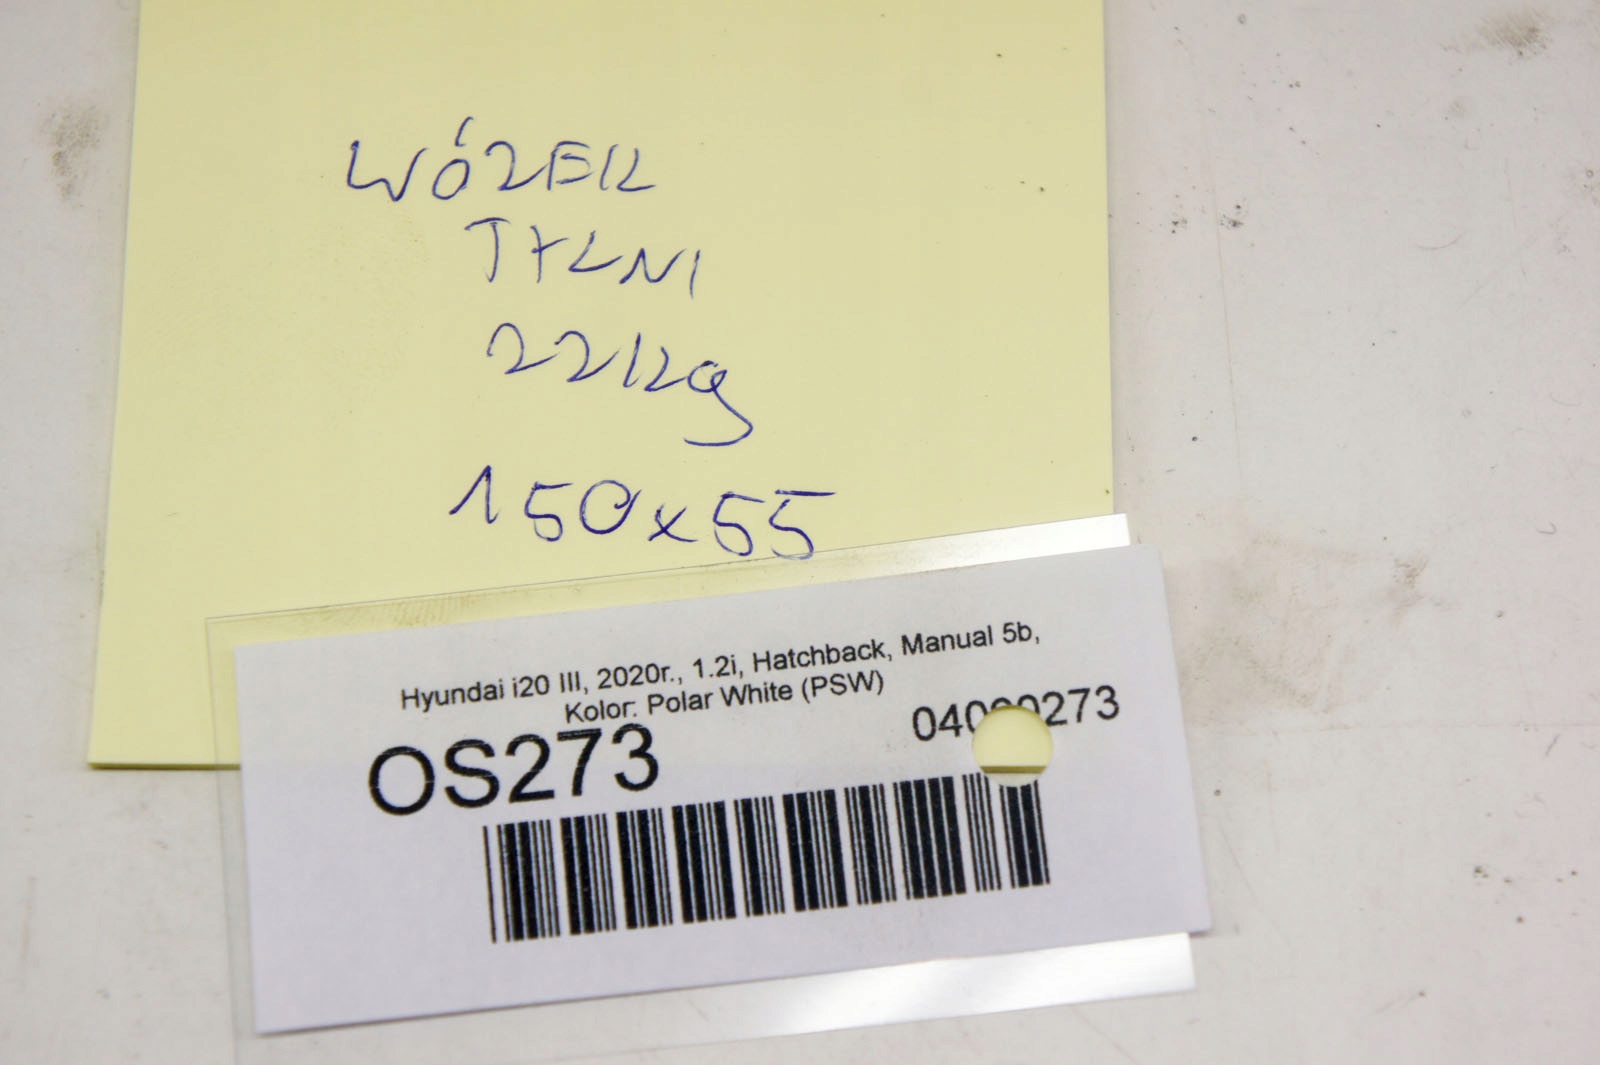 WÓZEK
TYLNI
22kg
150x55
Hyundai i20 III, 2020r., 1.2i, Hatchback, Manual 5b,
Kolor: Polar White (PSW)
OS273